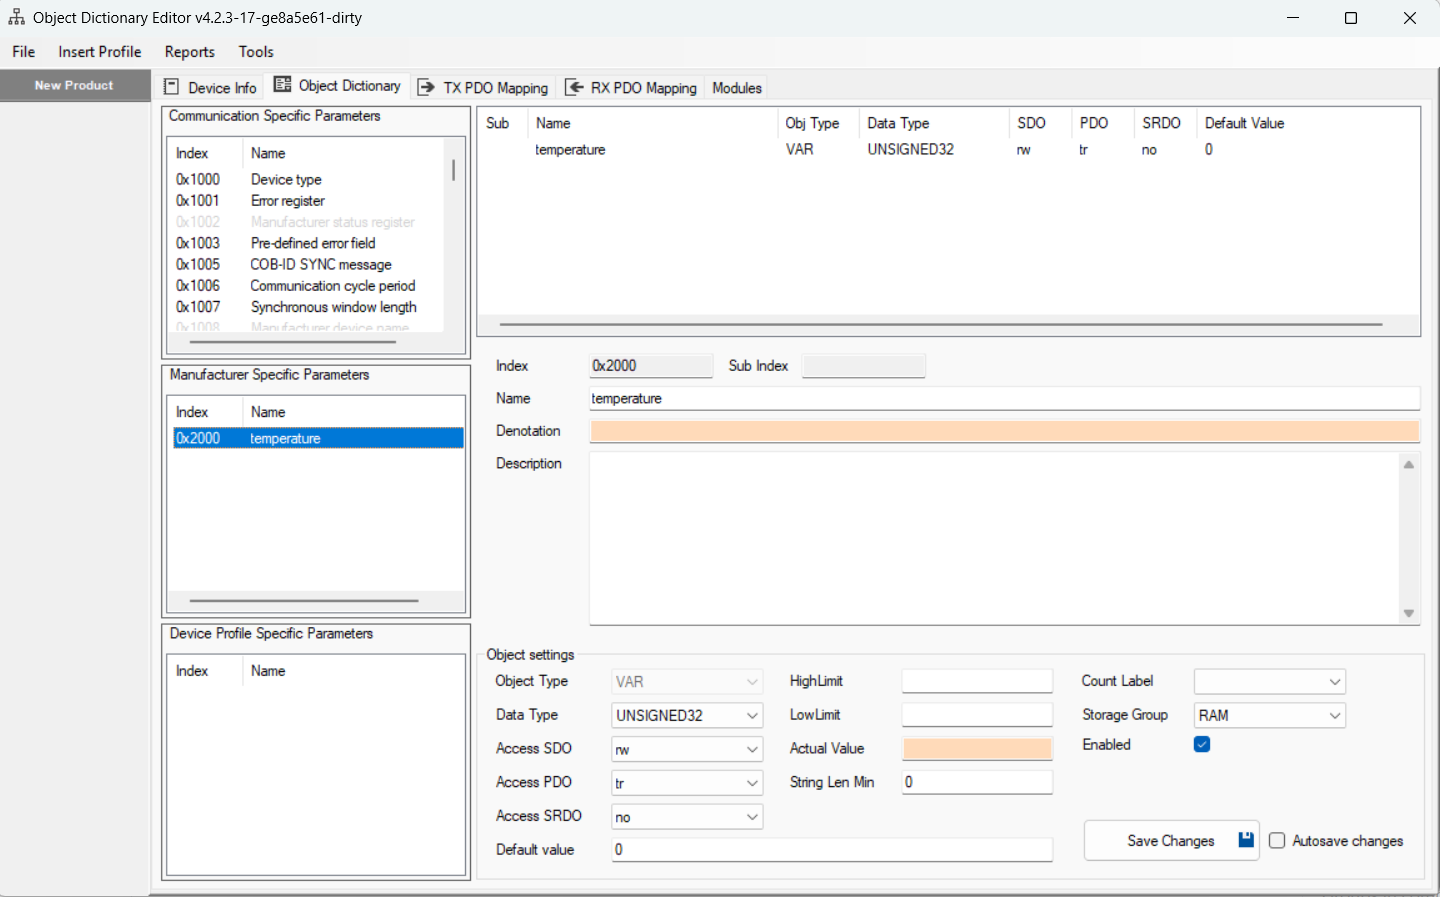 Object Dictionary Editor v4.2.3-17-ge8a5e61-dirty
File Insert Profile Reports Tools
New Product
Device Info Object Dictionary TX PDO Mapping RX PDO Mapping Modules
Communication Specific Parameters
Index Name
0x1000 Device type
0x1001 Error register
0x1002 Manufacturer status register
0x1003 Pre-defined error field
0x1005 COB-ID SYNC message
0x1006 Communication cycle period
0x1007 Synchronous window length
0x1008 Manufacturer device name
Manufacturer Specific Parameters
Index Name
0x2000 temperature
Device Profile Specific Parameters
Index Name
Sub Name Obj Type Data Type SDO PDO SRDO Default Value
temperature VAR UNSIGNED32 rw tr no 0
Index 0x2000 Sub Index
Name temperature
Denotation
Description
Object settings
Object Type VAR HighLimit Count Label
Data Type UNSIGNED32 LowLimit Storage Group RAM
Access SDO rw Actual Value Enabled
Access PDO tr String Len Min 0
Access SRDO no
Default value 0
Save Changes Autosave changes